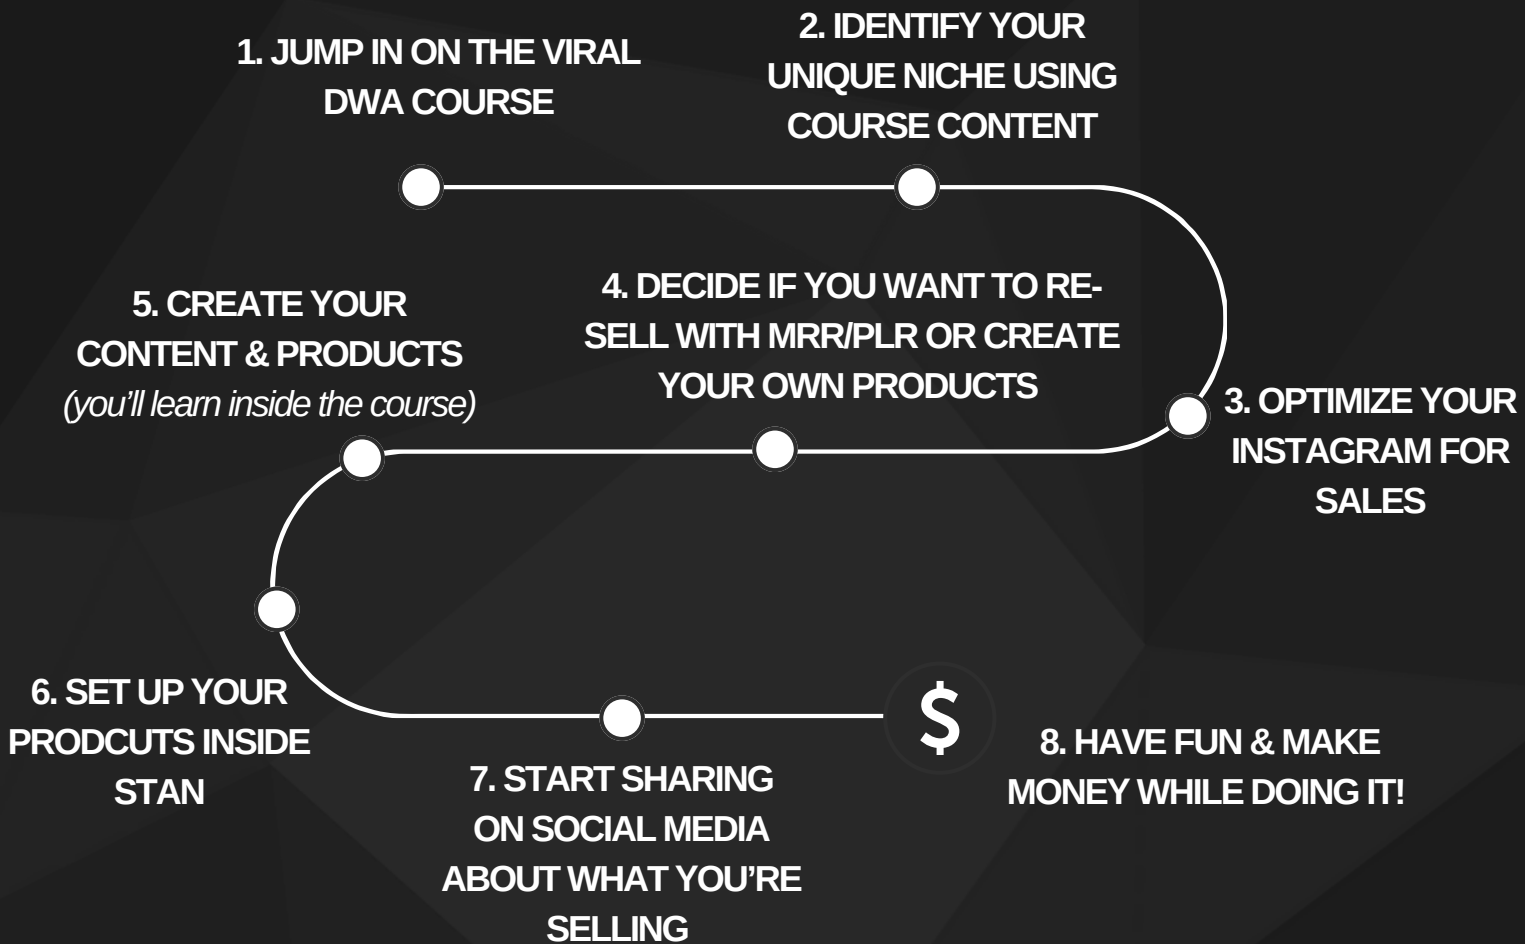 1. JUMP IN ON THE VIRAL
DWA COURSE
2. IDENTIFY YOUR
UNIQUE NICHE USING
COURSE CONTENT
3. OPTIMIZE YOUR
INSTAGRAM FOR
SALES
4. DECIDE IF YOU WANT TO RE-
SELL WITH MRR/PLR OR CREATE
YOUR OWN PRODUCTS
5. CREATE YOUR
CONTENT & PRODUCTS
(you’ll learn inside the course)
6. SET UP YOUR
PRODCUTS INSIDE
STAN
7. START SHARING
ON SOCIAL MEDIA
ABOUT WHAT YOU’RE
SELLING
$
8. HAVE FUN & MAKE
MONEY WHILE DOING IT!